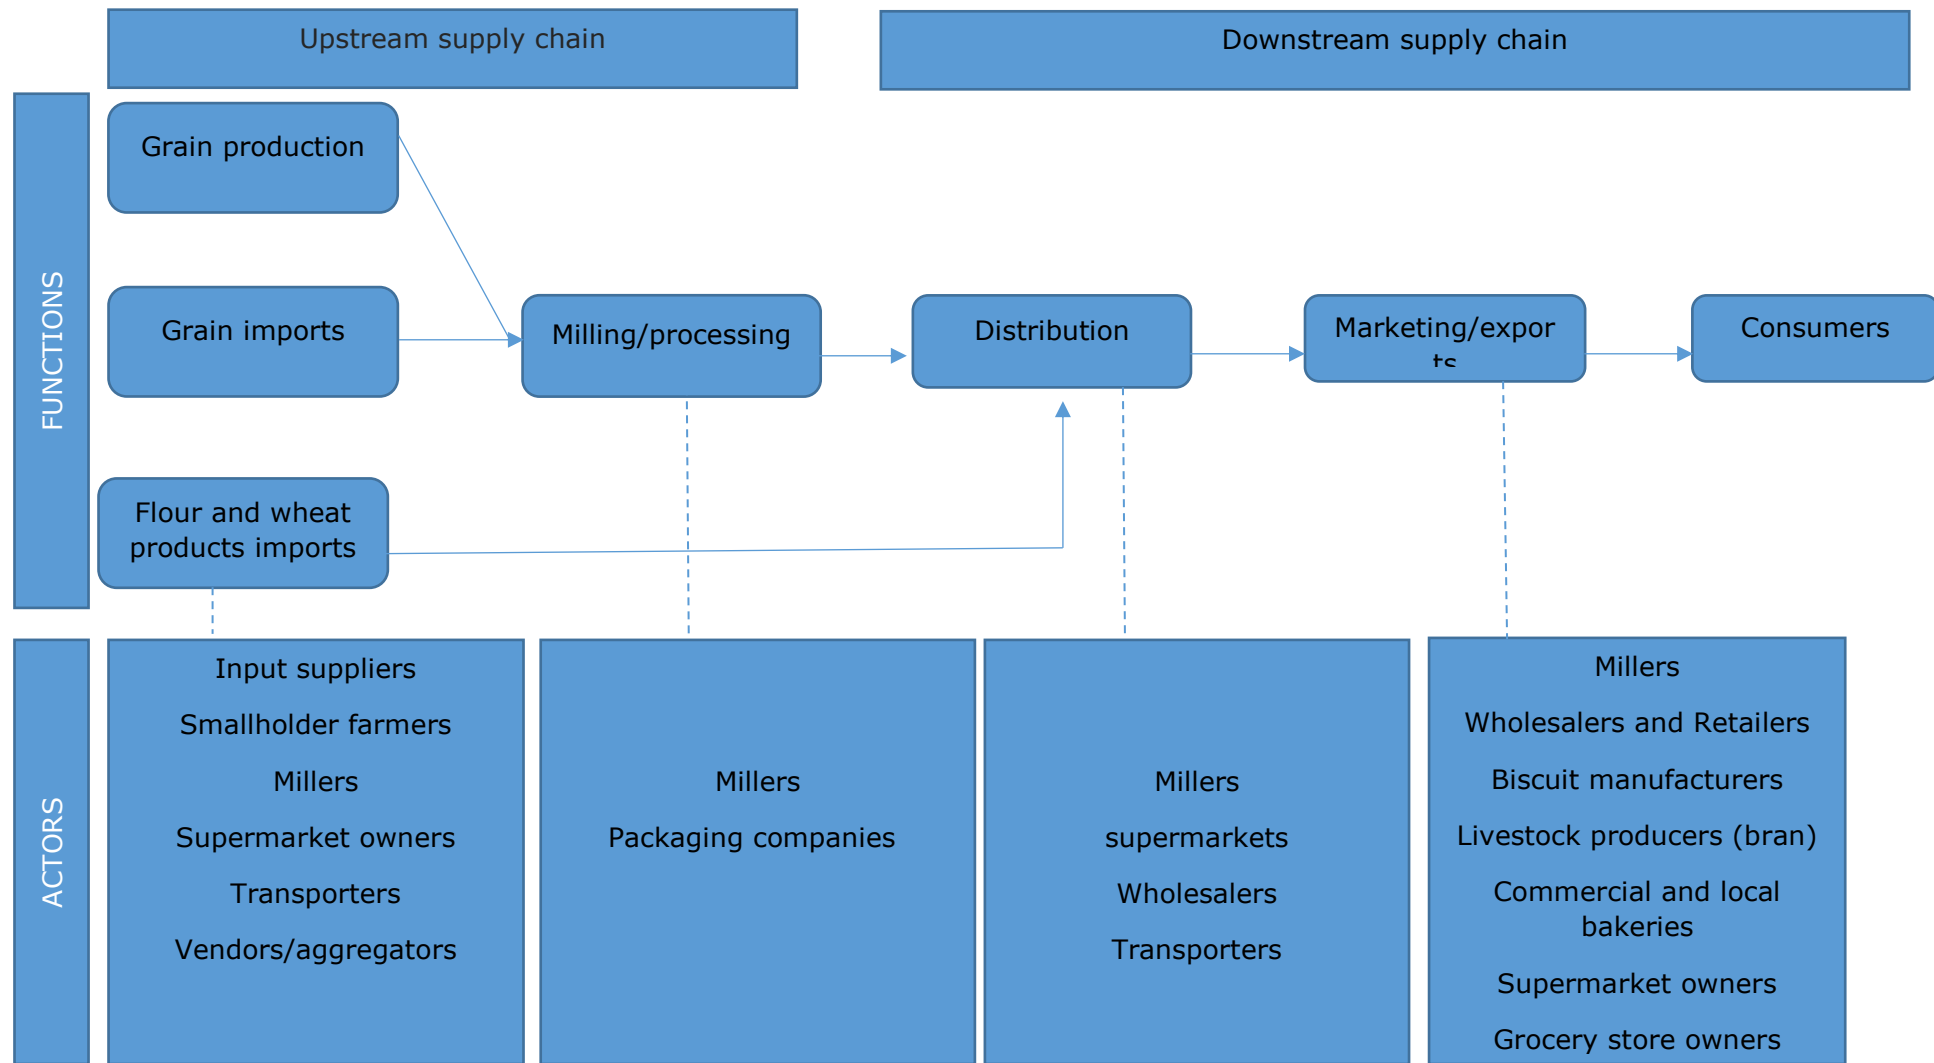 Upstream supply chain
Downstream supply chain
FUNCTIONS
Grain production
Grain imports
Milling/processing
Distribution
Marketing/expor
ts
Consumers
Flour and wheat
products imports
ACTORS
Input suppliers
Smallholder farmers
Millers
Supermarket owners
Transporters
Vendors/aggregators
Millers
Packaging companies
Millers
supermarkets
Wholesalers
Transporters
Millers
Wholesalers and Retailers
Biscuit manufacturers
Livestock producers (bran)
Commercial and local
bakeries
Supermarket owners
Grocery store owners